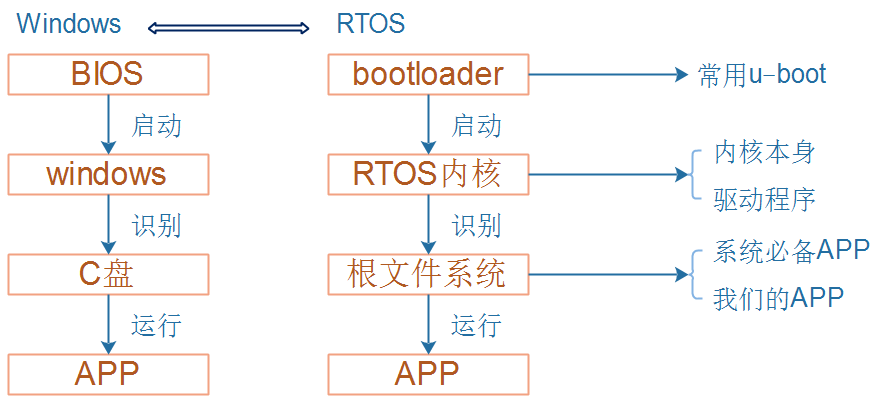 Windows
RTOS
BIOS
bootloader
常用u-boot
启动
启动
windows
RTOS内核
内核本身
驱动程序
识别
识别
C盘
根文件系统
系统必备APP
我们的APP
运行
运行
APP
APP